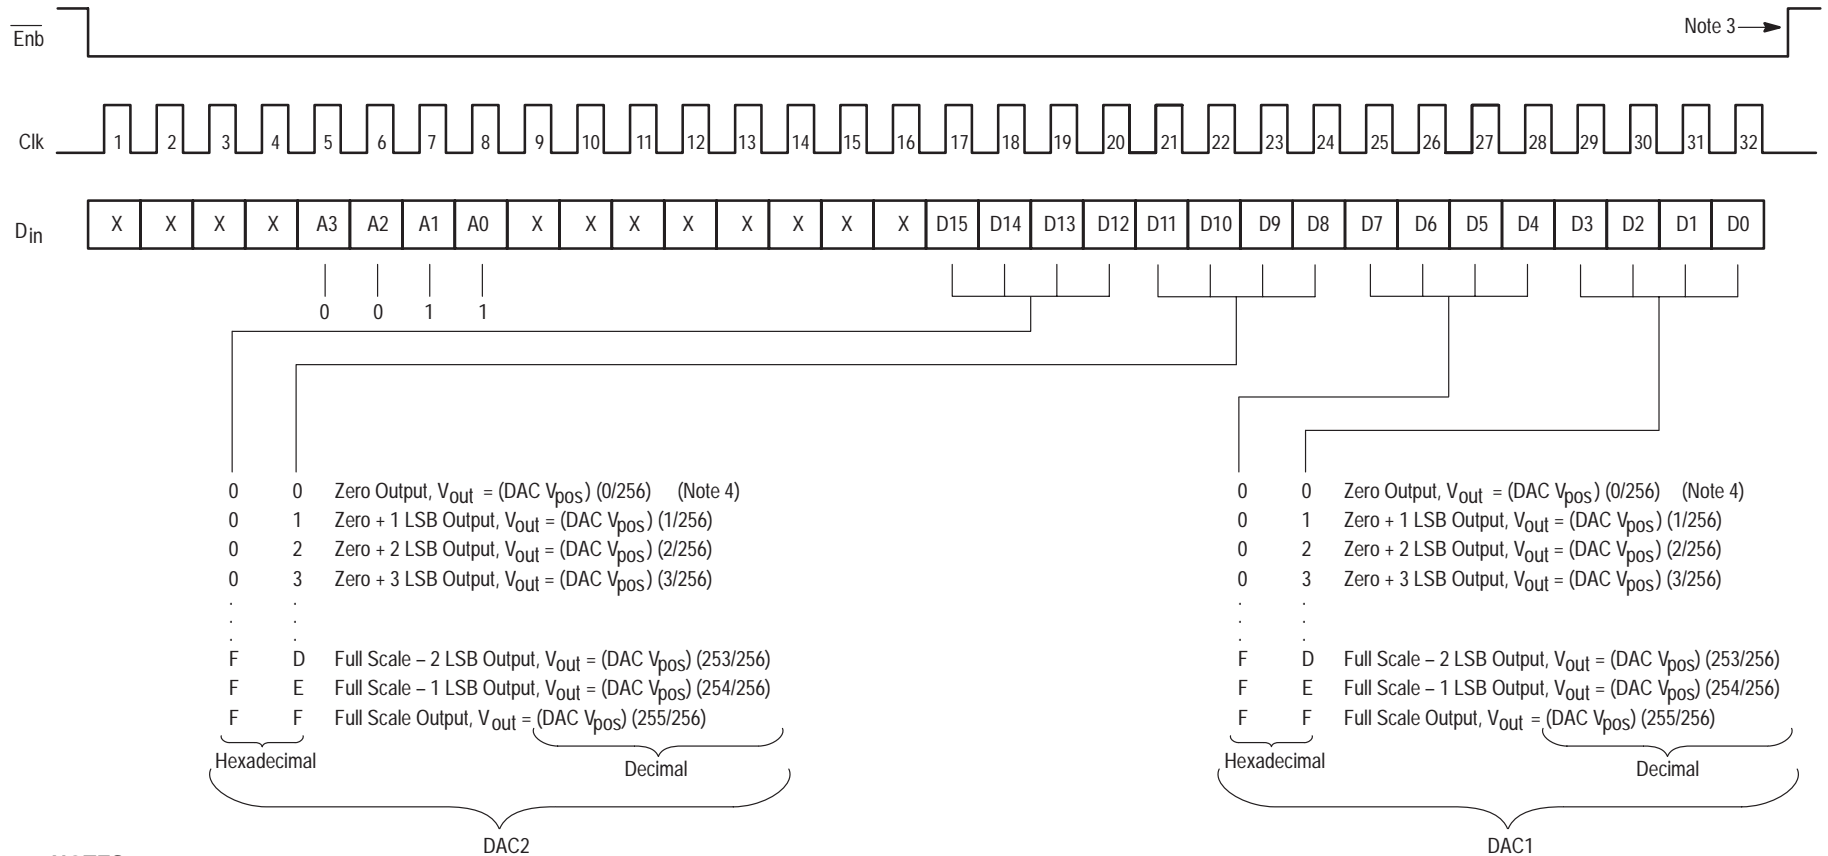 Enb
Note 3
Clk 1 2 3 4 5 6 7 8 9 10 11 12 13 14 15 16 17 18 19 20 21 22 23 24 25 26 27 28 29 30 31 32
Din X X X X A3 A2 A1 A0 X X X X X X X X D15 D14 D13 D12 D11 D10 D9 D8 D7 D6 D5 D4 D3 D2 D1 D0
0 0 1 1
0 0 Zero Output, Vout = (DAC Vpos) (0/256) (Note 4)
0 1 Zero + 1 LSB Output, Vout = (DAC Vpos) (1/256)
0 2 Zero + 2 LSB Output, Vout = (DAC Vpos) (2/256)
0 3 Zero + 3 LSB Output, Vout = (DAC Vpos) (3/256)
. .
. .
. .
F D Full Scale – 2 LSB Output, Vout = (DAC Vpos) (253/256)
F E Full Scale – 1 LSB Output, Vout = (DAC Vpos) (254/256)
F F Full Scale Output, Vout = (DAC Vpos) (255/256)
Hexadecimal
Decimal
DAC2
0 0 Zero Output, Vout = (DAC Vpos) (0/256) (Note 4)
0 1 Zero + 1 LSB Output, Vout = (DAC Vpos) (1/256)
0 2 Zero + 2 LSB Output, Vout = (DAC Vpos) (2/256)
0 3 Zero + 3 LSB Output, Vout = (DAC Vpos) (3/256)
. .
. .
. .
F D Full Scale – 2 LSB Output, Vout = (DAC Vpos) (253/256)
F E Full Scale – 1 LSB Output, Vout = (DAC Vpos) (254/256)
F F Full Scale Output, Vout = (DAC Vpos) (255/256)
Hexadecimal
Decimal
DAC1